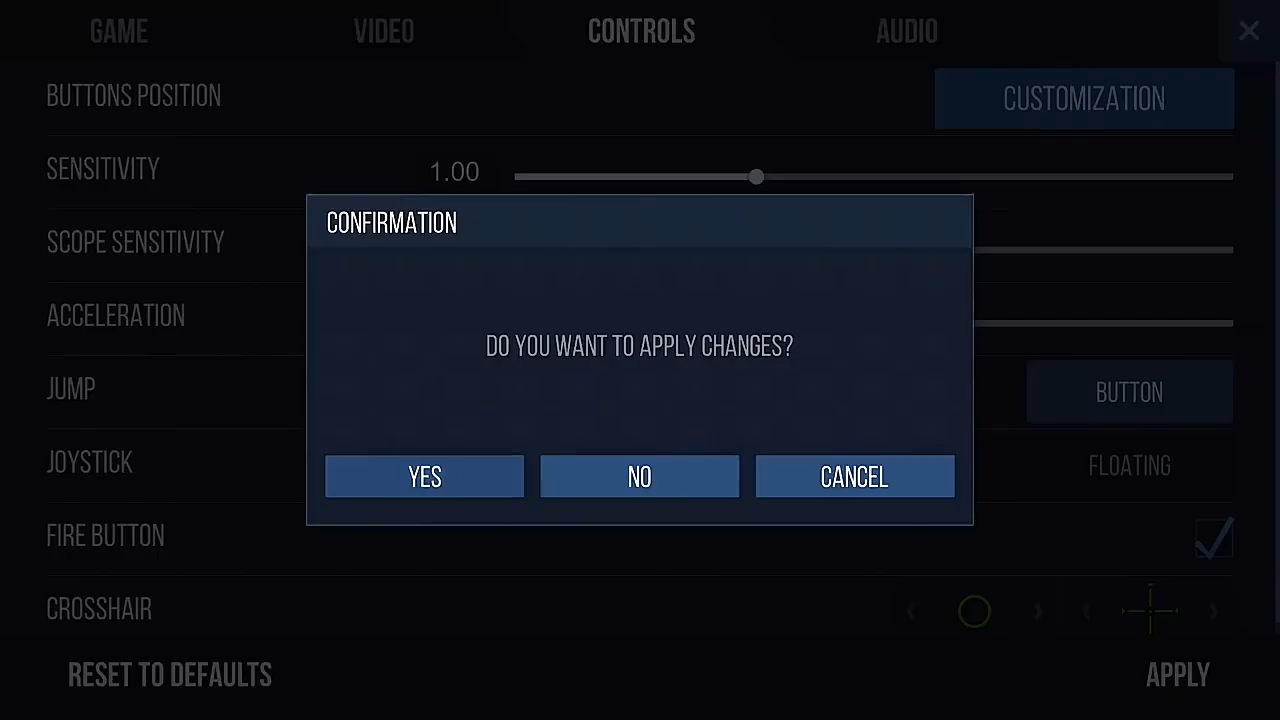 GAME VIDEO CONTROLS AUDIO
BUTTONS POSITION CUSTOMIZATION
SENSITIVITY 1.00
CONFIRMATION
SCOPE SENSITIVITY
ACCELERATION
DO YOU WANT TO APPLY CHANGES?
JUMP BUTTON
JOYSTICK FLOATING
YES NO CANCEL
FIRE BUTTON
CROSSHAIR
RESET TO DEFAULTS APPLY